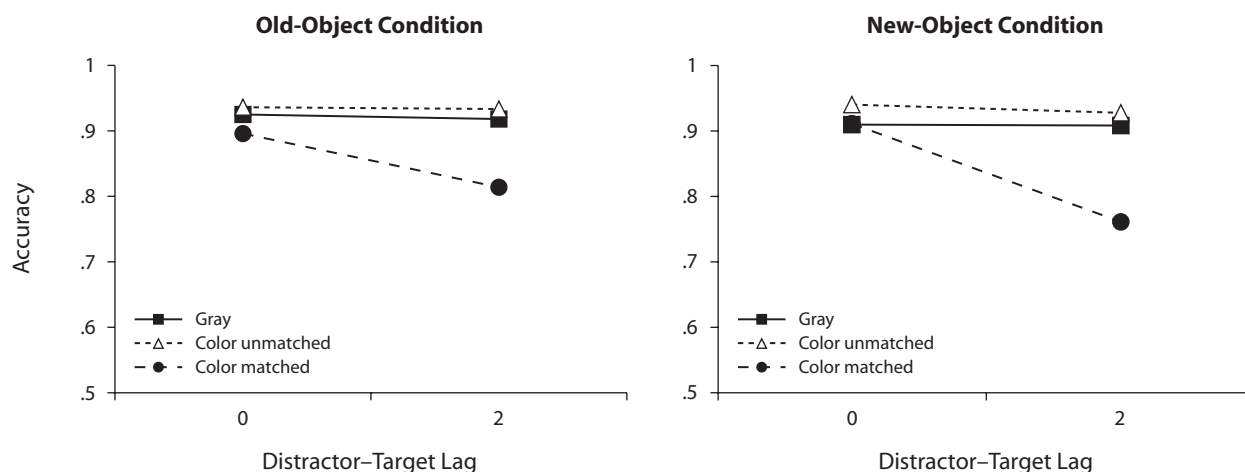 Old-Object Condition
Accuracy
1
.9
.8
.7
.6
.5
Gray
Color unmatched
Color matched
0
2
Distractor–Target Lag
New-Object Condition
1
.9
.8
.7
.6
.5
Gray
Color unmatched
Color matched
0
2
Distractor–Target Lag